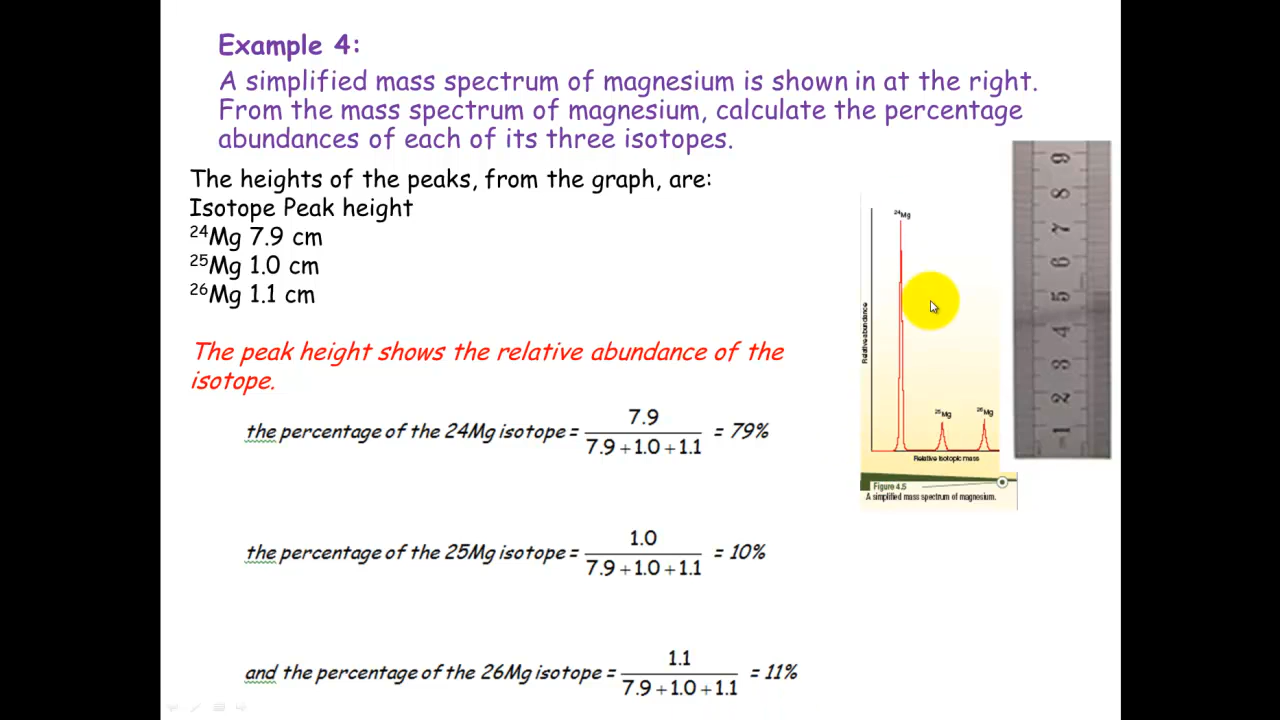 Example 4:
A simplified mass spectrum of magnesium is shown in at the right.
From the mass spectrum of magnesium, calculate the percentage
abundances of each of its three isotopes.
The heights of the peaks, from the graph, are:
Isotope Peak height
²⁴Mg 7.9 cm
²⁵Mg 1.0 cm
²⁶Mg 1.1 cm
The peak height shows the relative abundance of the
isotope.
the percentage of the 24Mg isotope = 7.9 / 7.9 + 1.0 + 1.1 = 79%
the percentage of the 25Mg isotope = 1.0 / 7.9 + 1.0 + 1.1 = 10%
and the percentage of the 26Mg isotope = 1.1 / 7.9 + 1.0 + 1.1 = 11%
²⁴Mg
Relative abundance
²⁵Mg
²⁶Mg
Relative isotopic mass
Figure 4.5
A simplified mass spectrum of magnesium.
9
8
7
6
5
4
3
2
1